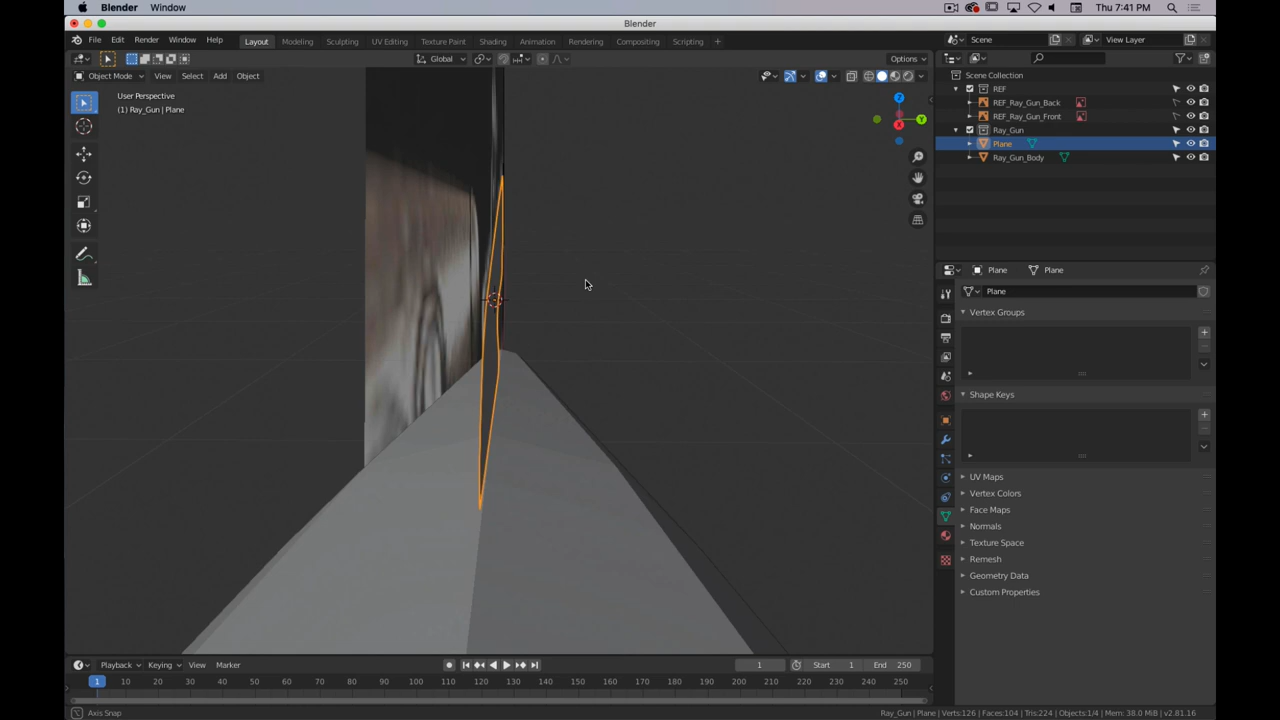 Blender Window Thu 7:41 PM
Blender
File Edit Render Window Help Layout Modeling Sculpting UV Editing Texture Paint Shading Animation Rendering Compositing Scripting + Scene View Layer
Global Options
Object Mode View Select Add Object
User Perspective
(1) Ray_Gun | Plane
Z
Y
X
Scene Collection
REF
REF_Ray_Gun_Back
REF_Ray_Gun_Front
Ray_Gun
Plane
Ray_Gun_Body
Plane Plane
Plane
Vertex Groups
Shape Keys
UV Maps
Vertex Colors
Face Maps
Normals
Texture Space
Remesh
Geometry Data
Custom Properties
Playback Keying View Marker 1 Start 1 End 250
1 10 20 30 40 50 60 70 80 90 100 110 120 130 140 150 160 170 180 190 200 210 220 230 240 250
Axis Snap Ray_Gun | Plane | Verts:126 | Faces:104 | Tris:224 | Objects:1/4 | Mem: 38.0 MiB | v2.81.16